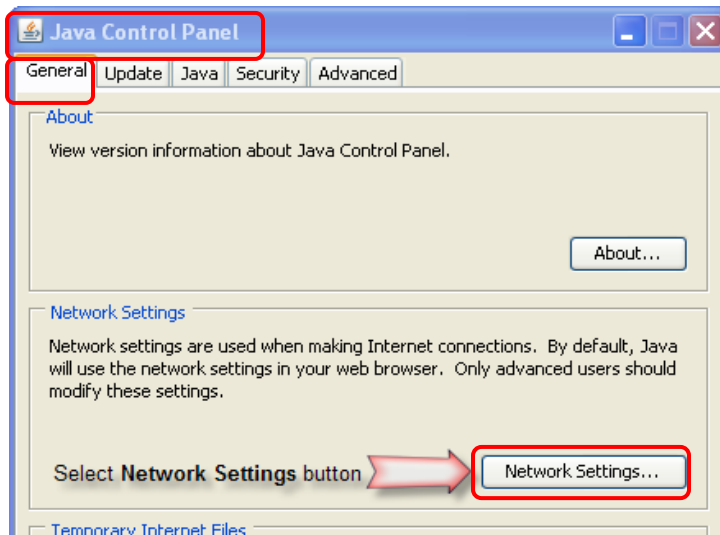 Java Control Panel
General Update Java Security Advanced
About
View version information about Java Control Panel.
About...
Network Settings
Network settings are used when making Internet connections. By default, Java
will use the network settings in your web browser. Only advanced users should
modify these settings.
Select Network Settings button
Network Settings...
Temporary Internet Files